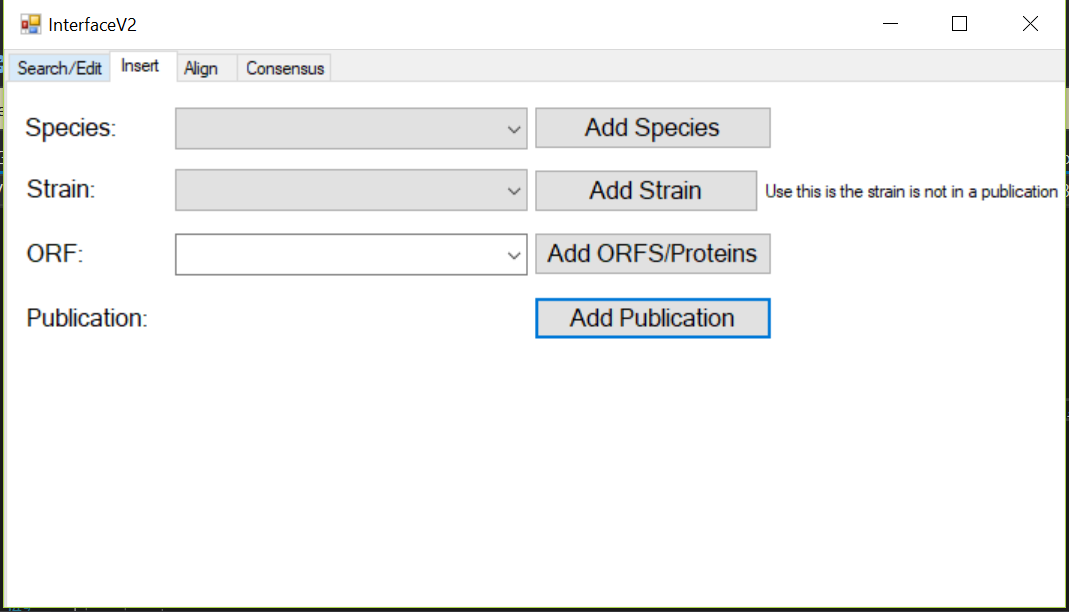 InterfaceV2
Search/Edit Insert Align Consensus
Species: Add Species
Strain: Add Strain Use this is the strain is not in a publication
ORF: Add ORFS/Proteins
Publication: Add Publication